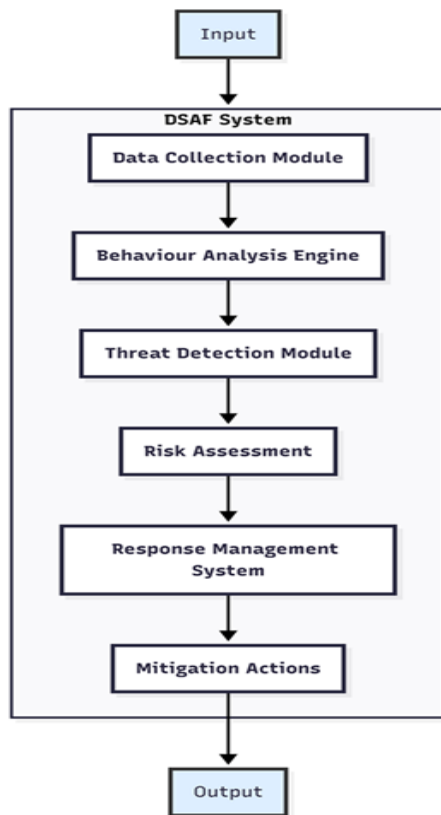 Input
DSAF System
Data Collection Module
Behaviour Analysis Engine
Threat Detection Module
Risk Assessment
Response Management
System
Mitigation Actions
Output